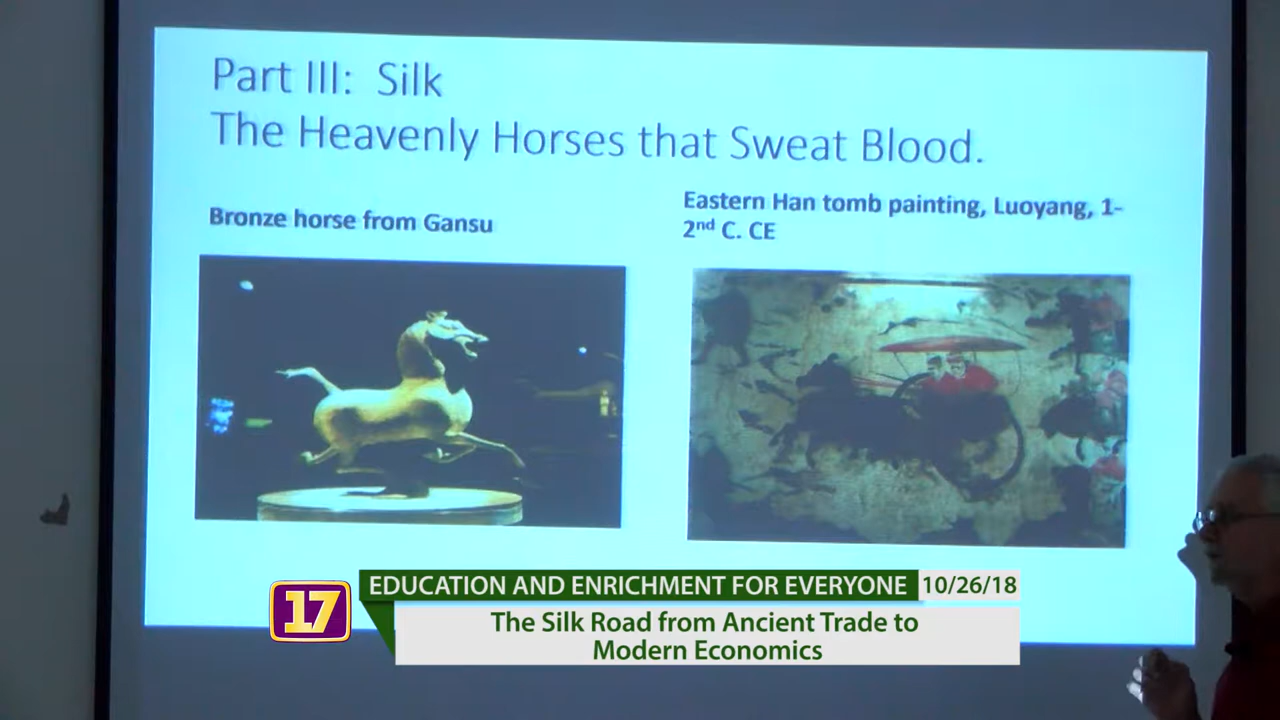 Part III: Silk
The Heavenly Horses that Sweat Blood.
Bronze horse from Gansu
Eastern Han tomb painting, Luoyang, 1-
2nd C. CE
17
EDUCATION AND ENRICHMENT FOR EVERYONE
10/26/18
The Silk Road from Ancient Trade to
Modern Economics